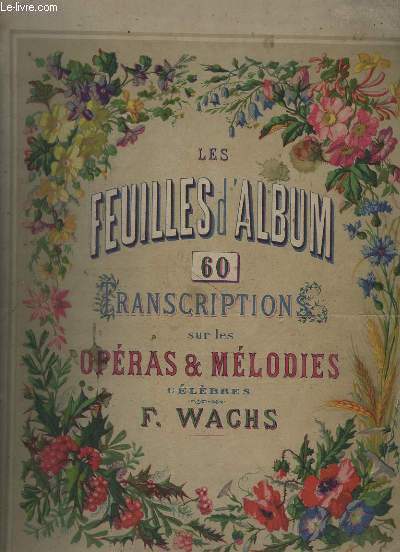 Le-livre.com
LES
FEUILLES d'ALBUM
60
TRANSCRIPTIONS
sur les
OPÉRAS & MÉLODIES
CÉLÈBRES
F. WACHS